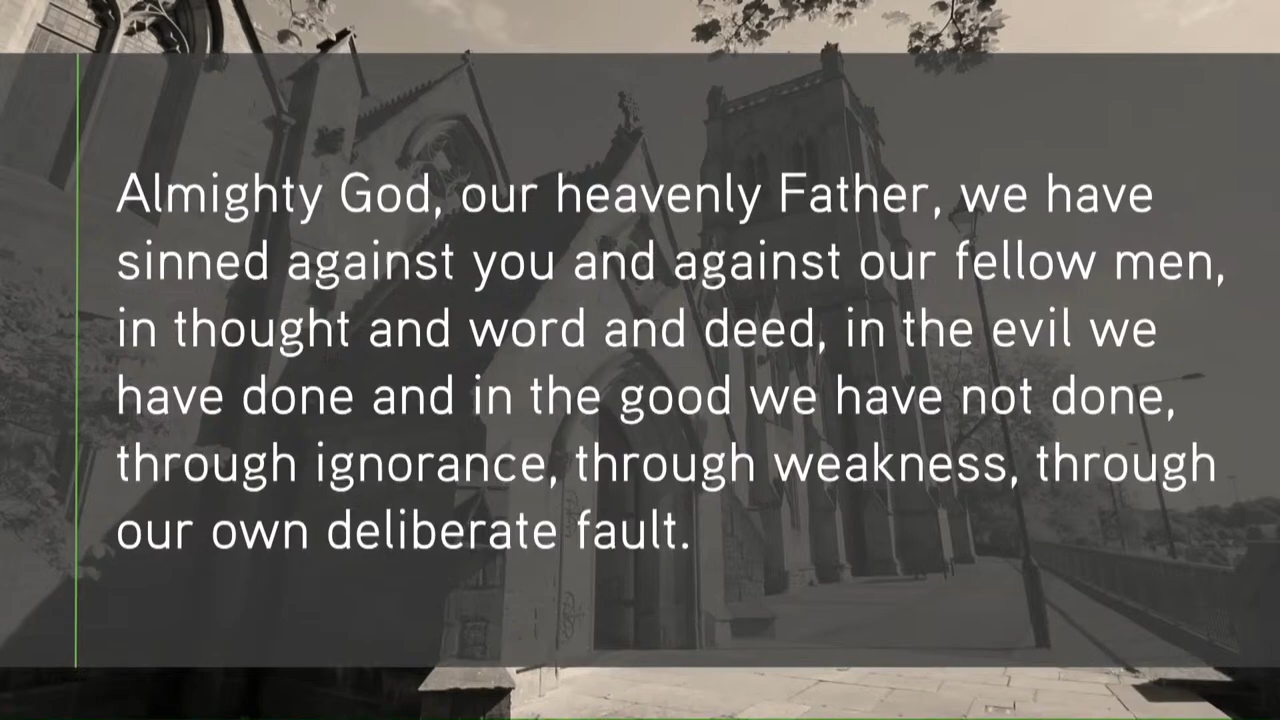 Almighty God, our heavenly Father, we have
sinned against you and against our fellow men,
in thought and word and deed, in the evil we
have done and in the good we have not done,
through ignorance, through weakness, through
our own deliberate fault.